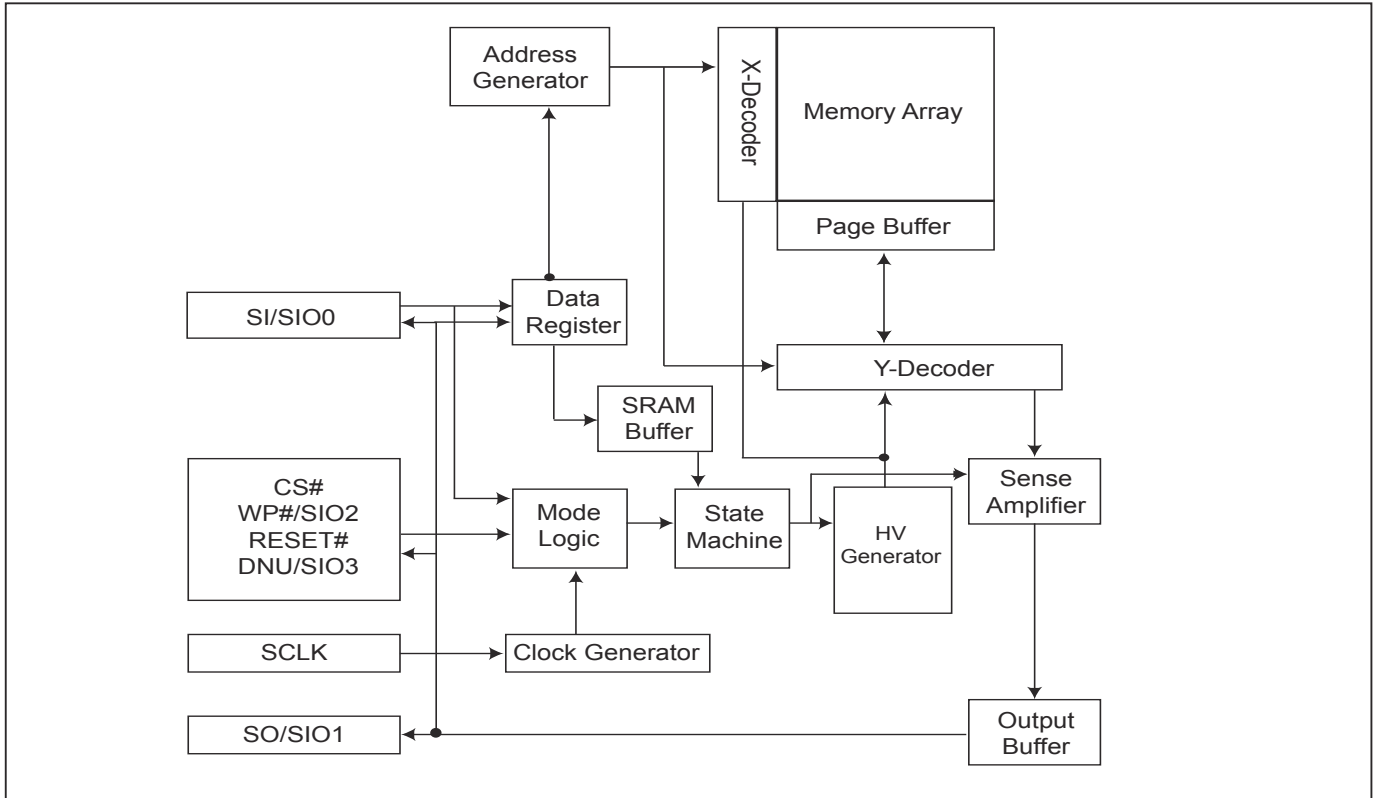 Address
Generator
X-Decoder
Memory Array
Page Buffer
SI/SIO0
Data
Register
Y-Decoder
SRAM
Buffer
CS#
WP#/SIO2
RESET#
DNU/SIO3
Mode
Logic
State
Machine
HV
Generator
Sense
Amplifier
SCLK
Clock Generator
SO/SIO1
Output
Buffer